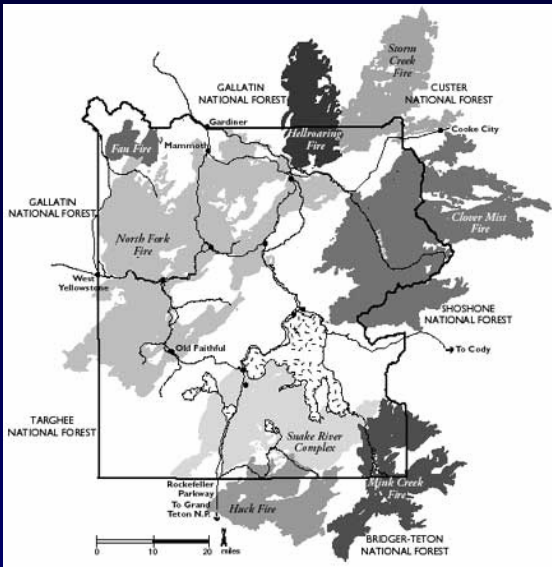 Storm
Creek
Fire
GALLATIN
NATIONAL FOREST
CUSTER
NATIONAL FOREST
Gardiner
Hellroaring
Fire
Cooke City
Fan Fire
Mammoth
GALLATIN
NATIONAL FOREST
Clover Mist
Fire
North Fork
Fire
West
Yellowstone
SHOSHONE
NATIONAL FOREST
To Cody
Old Faithful
TARGHEE
NATIONAL FOREST
Snake River
Complex
Mink Creek
Fire
Rockefeller
Parkway
To Grand
Teton N.P.
Huck Fire
BRIDGER-TETON
NATIONAL FOREST
N
0 10 20 miles